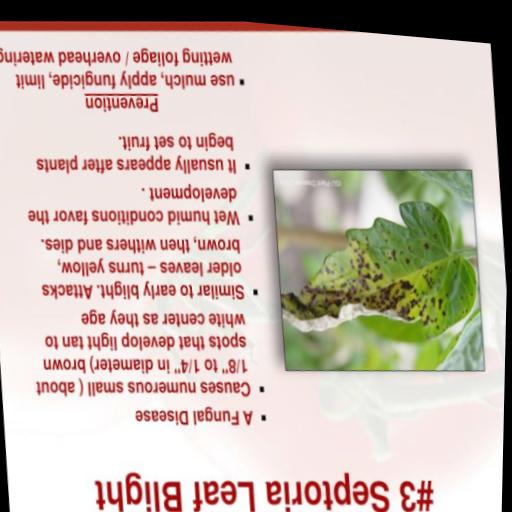 #3 Septoria Leaf Blight
▪ A Fungal Disease
▪ Causes numerous small ( about
1/8" to 1/4" in diameter) brown
spots that develop light tan to
white center as they age
▪ Similar to early blight. Attacks
older leaves – turns yellow,
brown, then withers and dies.
▪ Wet humid conditions favor the
development .
▪ It usually appears after plants
begin to set fruit.
Prevention
▪ use mulch, apply fungicide, limit
wetting foliage / overhead watering